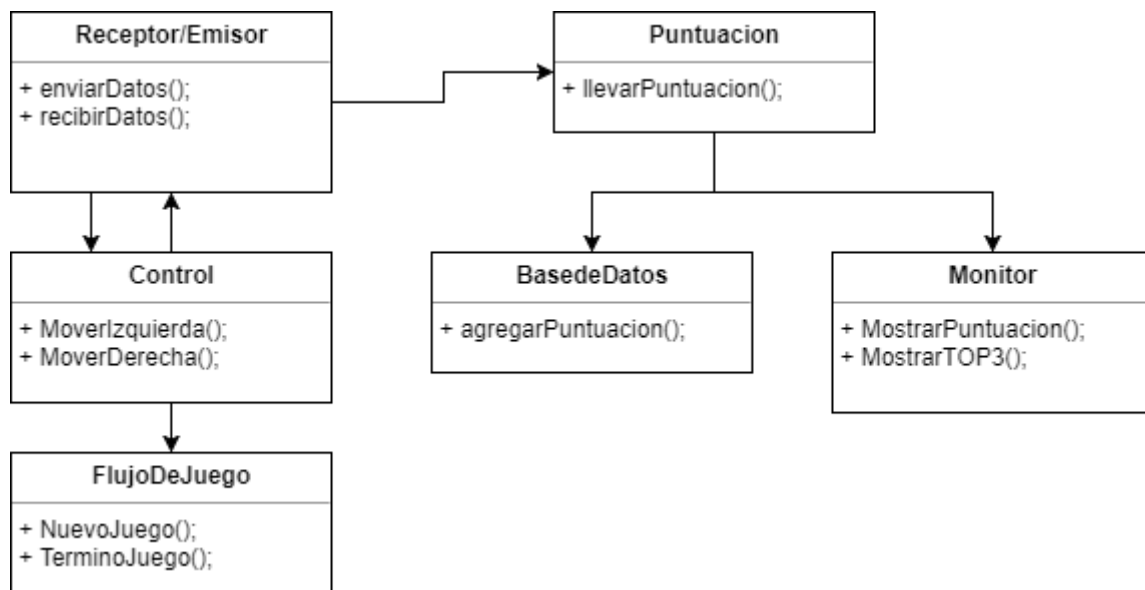 Receptor/Emisor
+ enviarDatos();
+ recibirDatos();
Puntuacion
+ llevarPuntuacion();
Control
+ MoverIzquierda();
+ MoverDerecha();
BasedeDatos
+ agregarPuntuacion();
Monitor
+ MostrarPuntuacion();
+ MostrarTOP3();
FlujoDeJuego
+ NuevoJuego();
+ TerminoJuego();